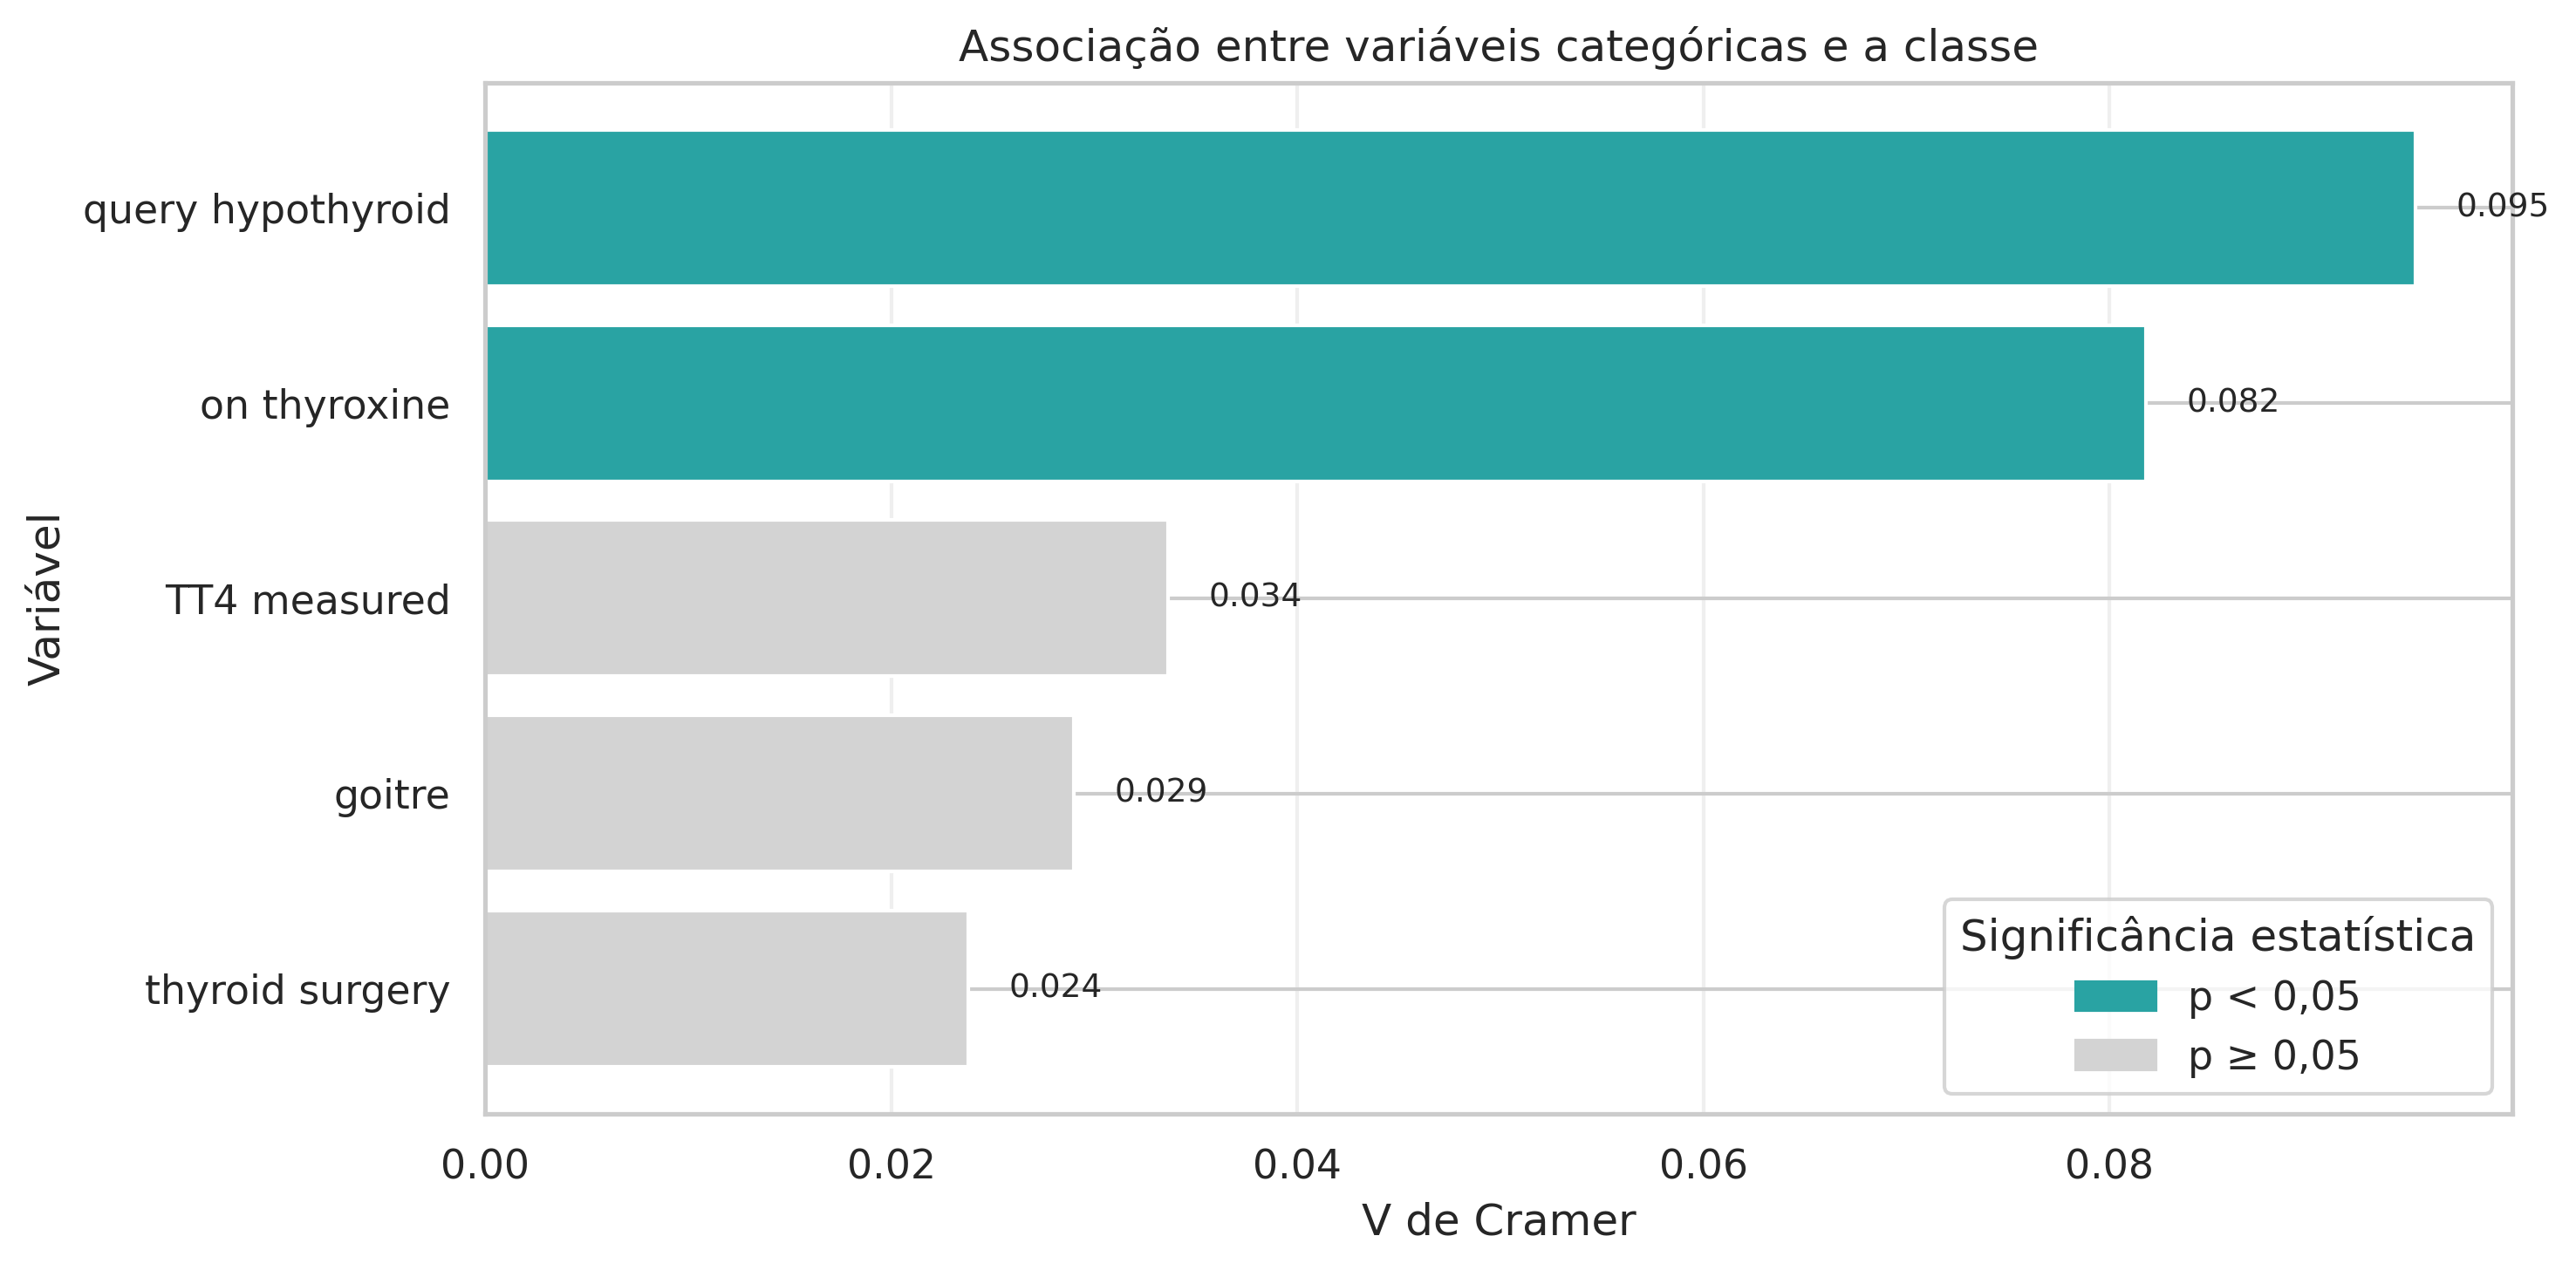 Associação entre variáveis categóricas e a classe
query hypothyroid
0.095
on thyroxine
0.082
Variável
TT4 measured
0.034
goitre
0.029
thyroid surgery
0.024
Significância estatística
p < 0,05
p ≥ 0,05
0.00 0.02 0.04 0.06 0.08
V de Cramer